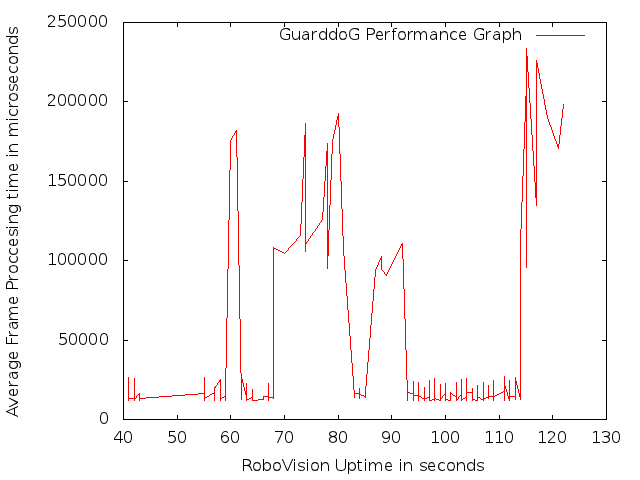 GuarddoG Performance Graph
Average Frame Proccesing time in microseconds
250000
200000
150000
100000
50000
0
40 50 60 70 80 90 100 110 120 130
RoboVision Uptime in seconds